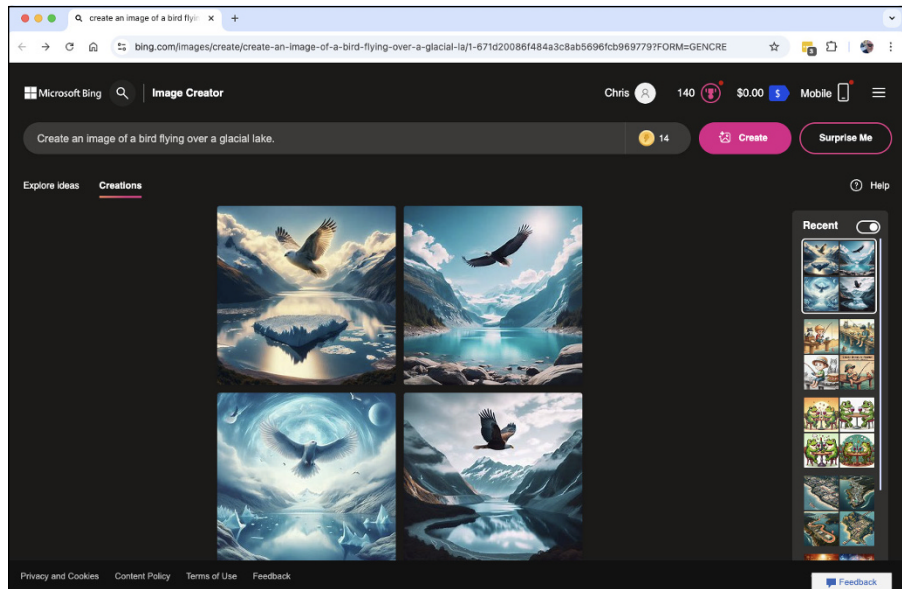 create an image of a bird flyin
bing.com/images/create/create-an-image-of-a-bird-flying-over-a-glacial-la/1-671d20086f484a3c8ab5696fcb969779?FORM=GENCRE
Microsoft Bing Image Creator Chris 140 $0.00 $ Mobile
Create an image of a bird flying over a glacial lake. 14 Create Surprise Me
Explore ideas Creations Help
Recent
Privacy and Cookies Content Policy Terms of Use Feedback
Feedback